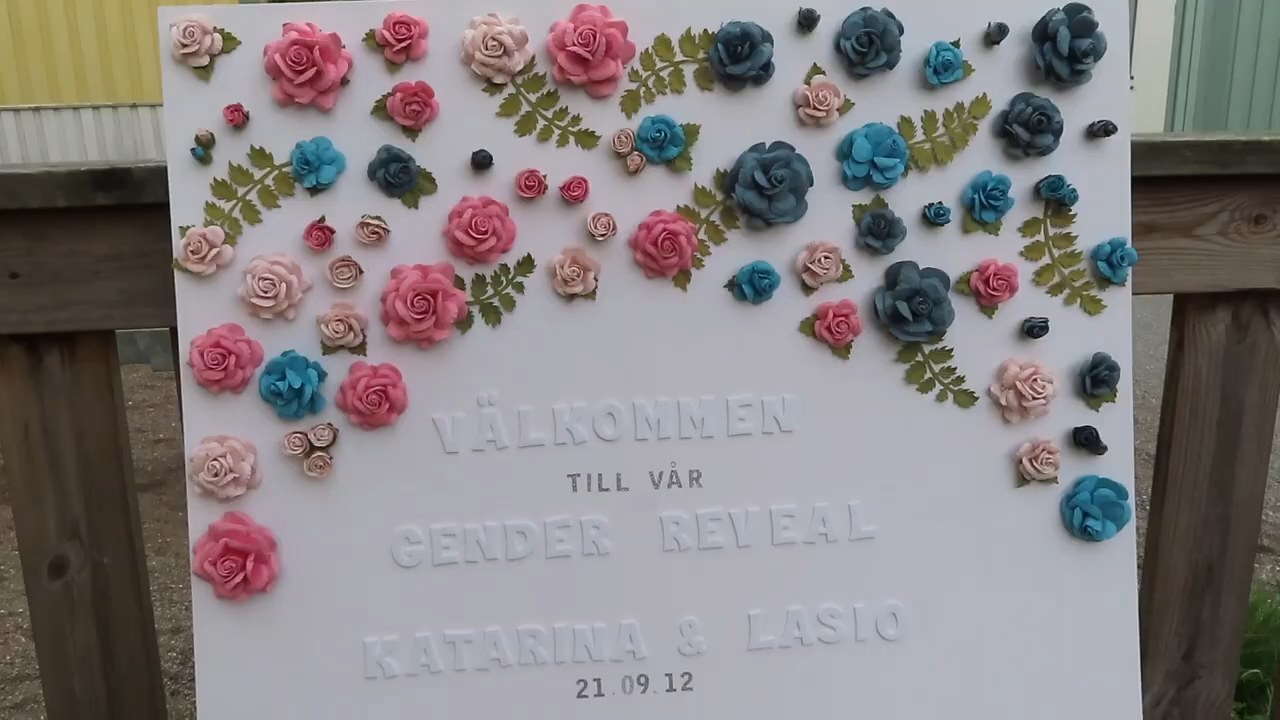 VÄLKOMMEN
TILL VÅR
GENDER REVEAL
KATARINA & LASIO
21.09.12